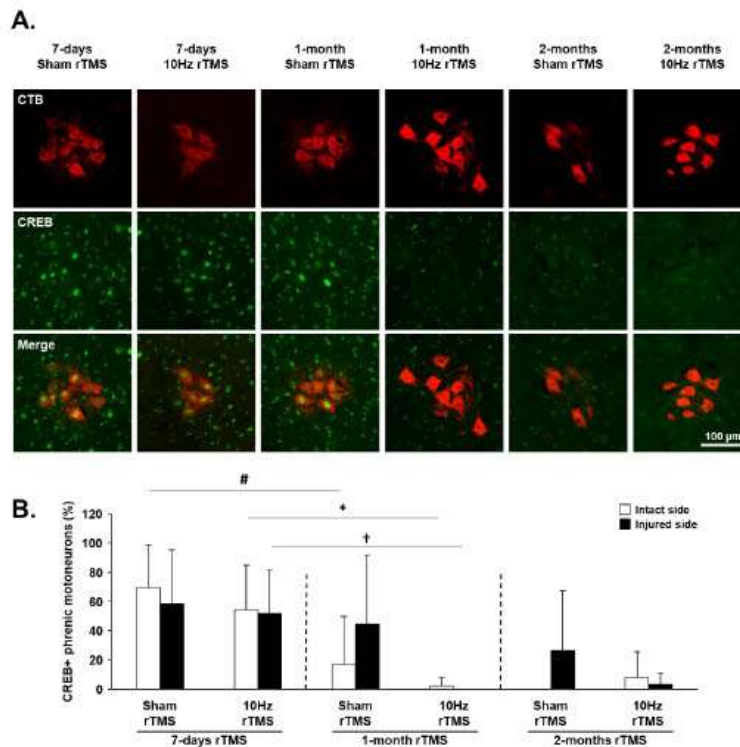 A.
7-days Sham rTMS
7-days 10Hz rTMS
1-month Sham rTMS
1-month 10Hz rTMS
2-months Sham rTMS
2-months 10Hz rTMS
CTB
CREB
Merge
100 µm
B.
CREB+ phrenic motoneurons (%)
120
100
80
60
40
20
0
#
*
†
Intact side
Injured side
Sham rTMS
10Hz rTMS
Sham rTMS
10Hz rTMS
Sham rTMS
10Hz rTMS
7-days rTMS
1-month rTMS
2-months rTMS